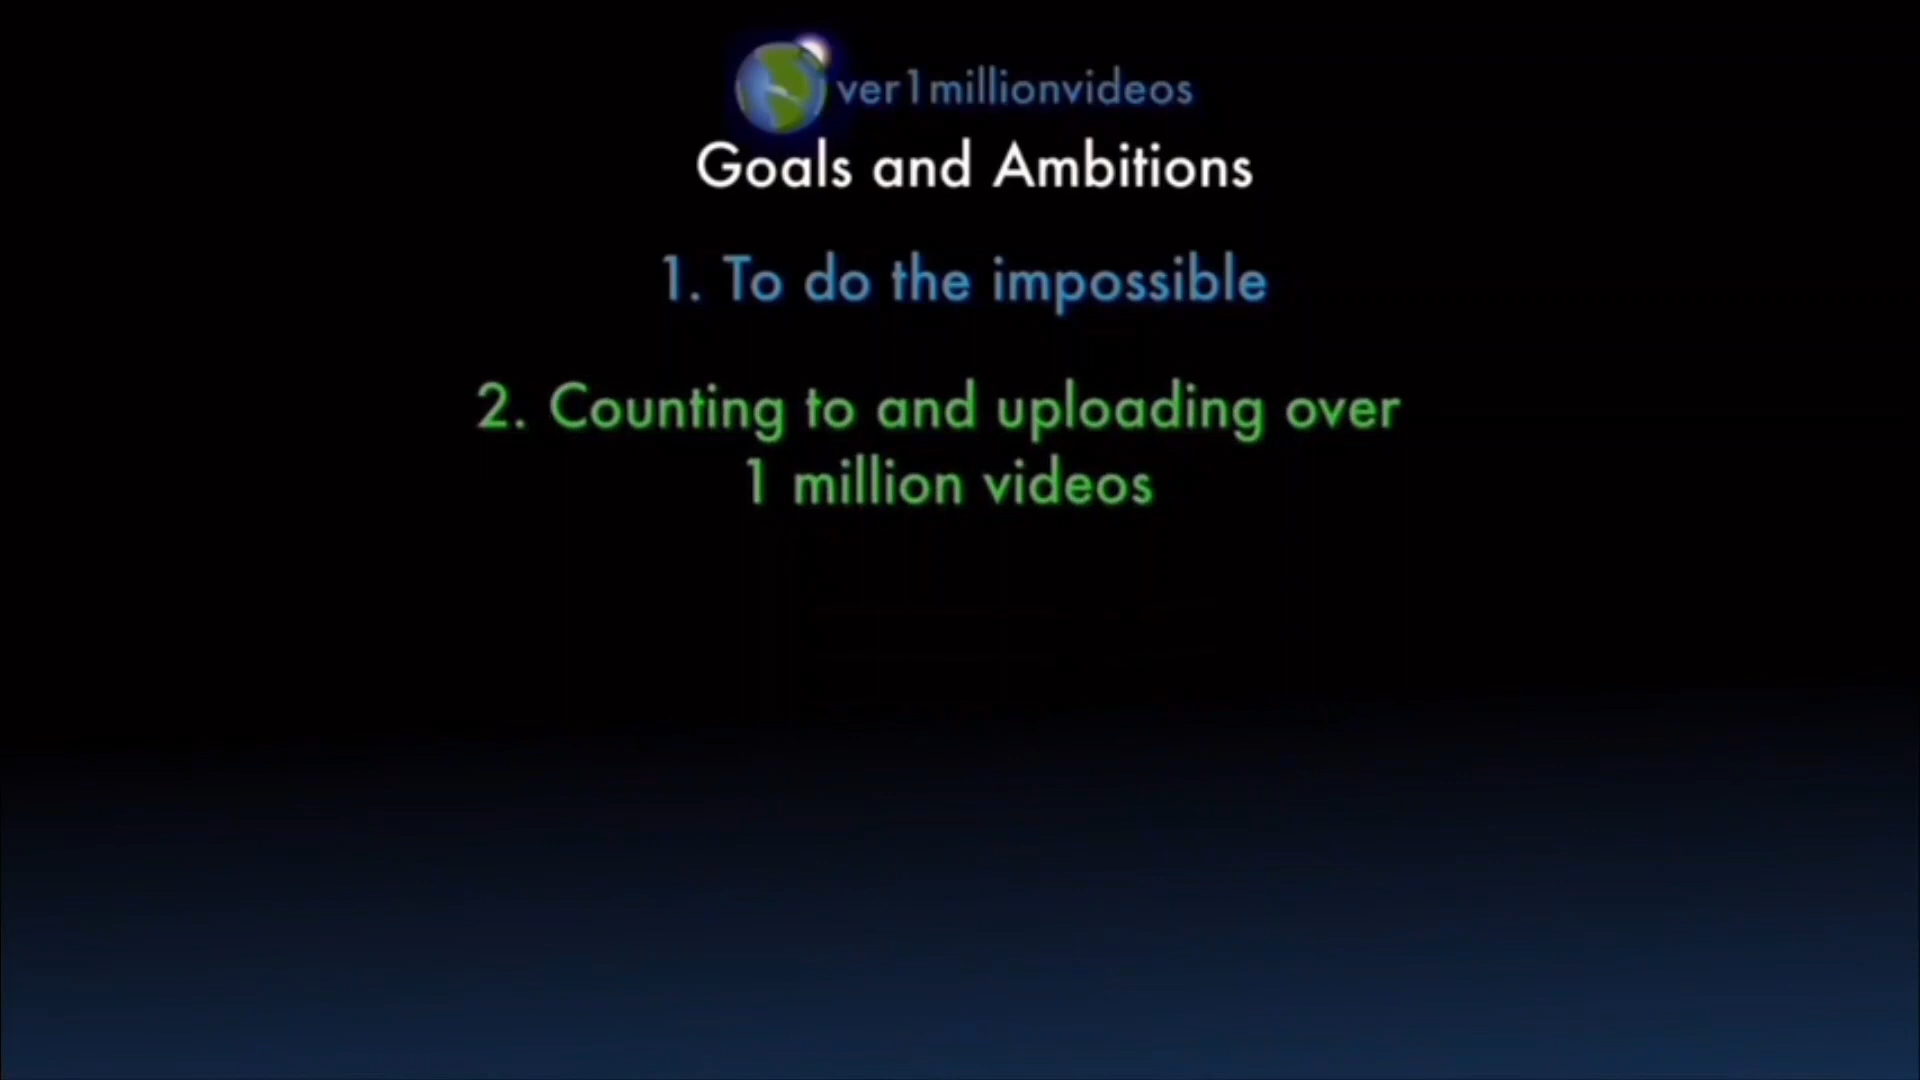 ver1millionvideos
Goals and Ambitions
1. To do the impossible
2. Counting to and uploading over
1 million videos